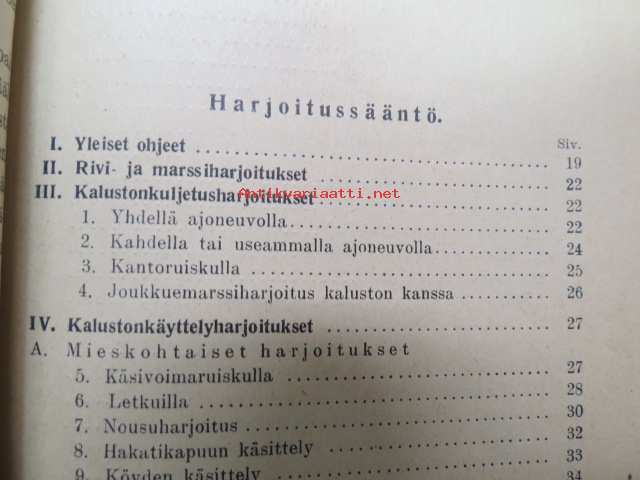 Harjoitussääntö.
Siv.
I. Yleiset ohjeet 19
II. Rivi- ja marssiharjoitukset 22
antikvariaatti.net
III. Kalustonkuljetusharjoitukset 22
1. Yhdellä ajoneuvolla 22
2. Kahdella tai useammalla ajoneuvolla 24
3. Kantoruiskulla 25
4. Joukkuemarssiharjoitus kaluston kanssa 26
IV. Kalustonkäyttelyharjoitukset 27
A. Mieskohtaiset harjoitukset
5. Käsivoimaruiskulla 27
6. Letkuilla 28
7. Nousuharjoitus 30
8. Hakatikapuun käsittely 32
9. Köyden käsittely 33
34